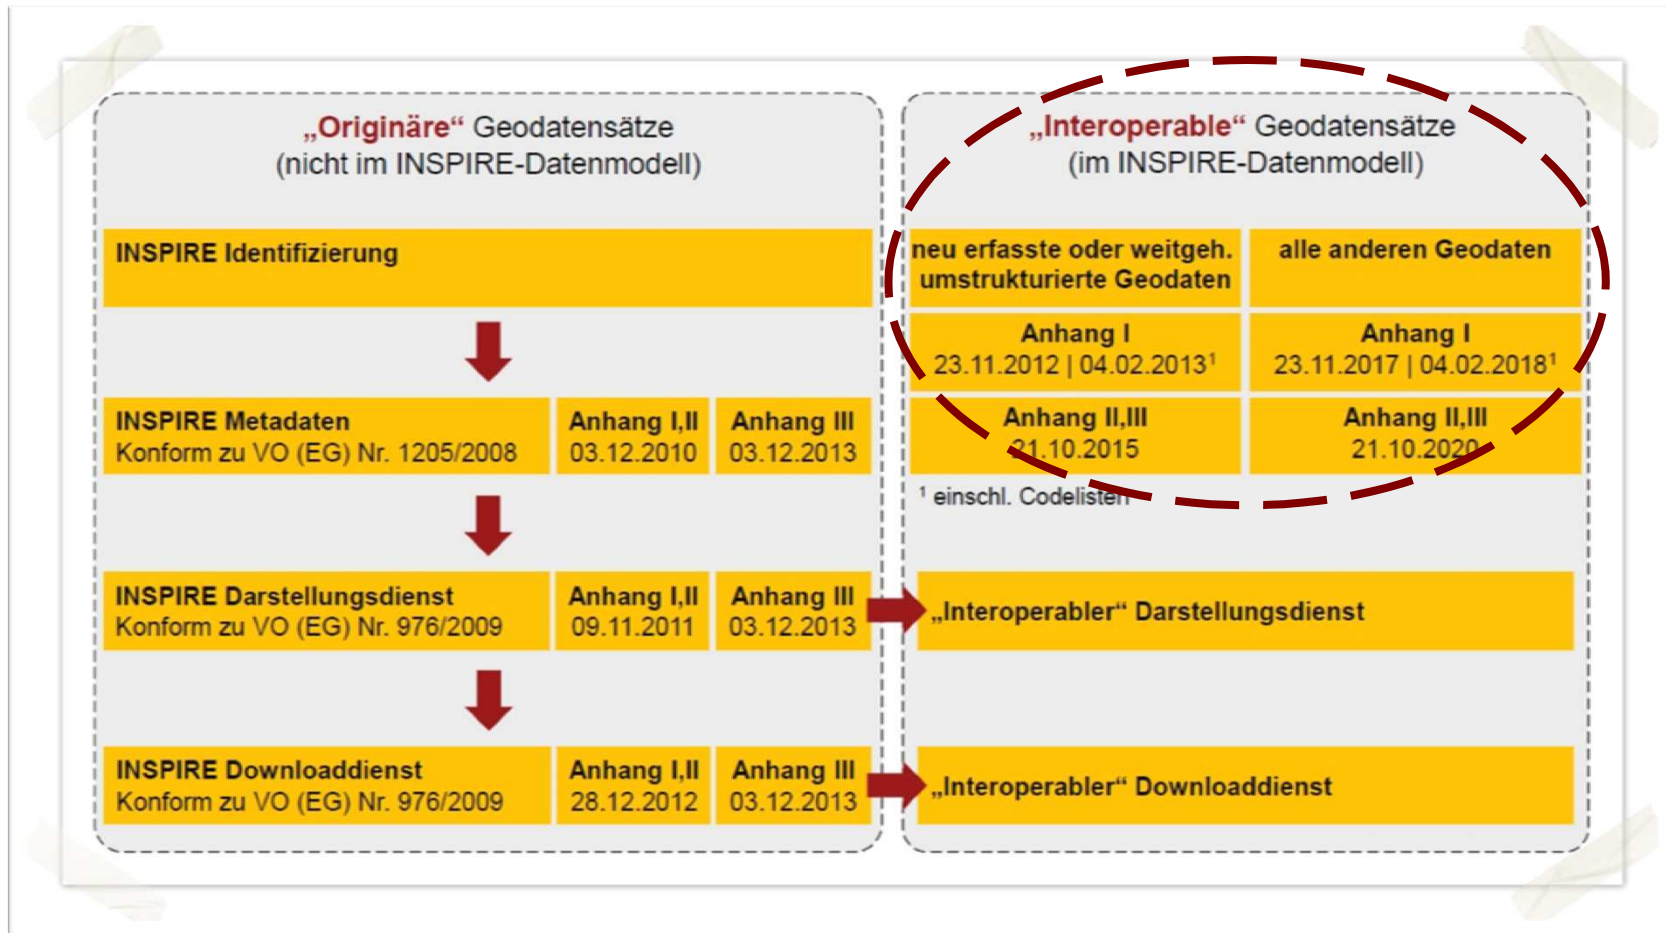 „Originäre“ Geodatensätze
(nicht im INSPIRE-Datenmodell)
INSPIRE Identifizierung
INSPIRE Metadaten
Konform zu VO (EG) Nr. 1205/2008
Anhang I,II
03.12.2010
Anhang III
03.12.2013
INSPIRE Darstellungsdienst
Konform zu VO (EG) Nr. 976/2009
Anhang I,II
09.11.2011
Anhang III
03.12.2013
INSPIRE Downloaddienst
Konform zu VO (EG) Nr. 976/2009
Anhang I,II
28.12.2012
Anhang III
03.12.2013
„Interoperable“ Geodatensätze
(im INSPIRE-Datenmodell)
neu erfasste oder weitgeh.
umstrukturierte Geodaten
alle anderen Geodaten
Anhang I
23.11.2012 | 04.02.2013¹
Anhang I
23.11.2017 | 04.02.2018¹
Anhang II,III
21.10.2015
Anhang II,III
21.10.2020
¹ einschl. Codelisten
„Interoperabler“ Darstellungsdienst
„Interoperabler“ Downloaddienst